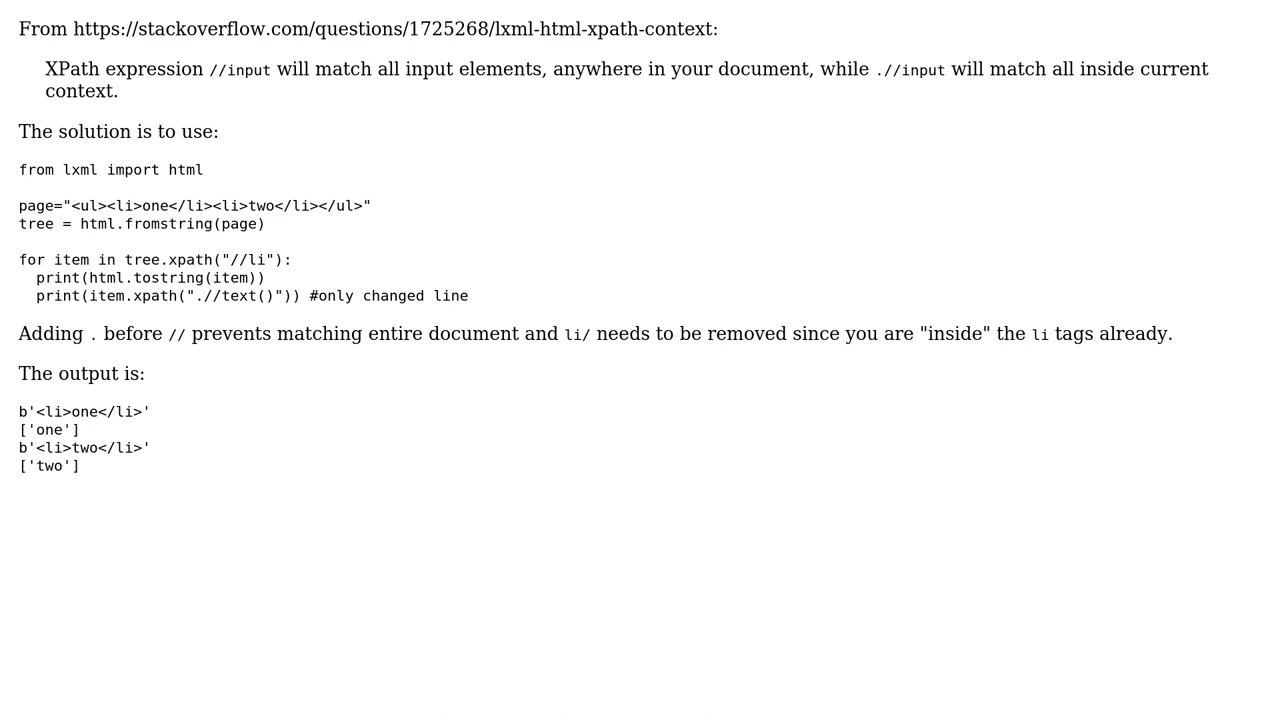 From https://stackoverflow.com/questions/1725268/lxml-html-xpath-context:
XPath expression //input will match all input elements, anywhere in your document, while .//input will match all inside current
context.
The solution is to use:
from lxml import html
page="<ul><li>one</li><li>two</li></ul>"
tree = html.fromstring(page)
for item in tree.xpath("//li"):
  print(html.tostring(item))
  print(item.xpath(".//text()")) #only changed line
Adding . before // prevents matching entire document and li/ needs to be removed since you are "inside" the li tags already.
The output is:
b'<li>one</li>'
['one']
b'<li>two</li>'
['two']